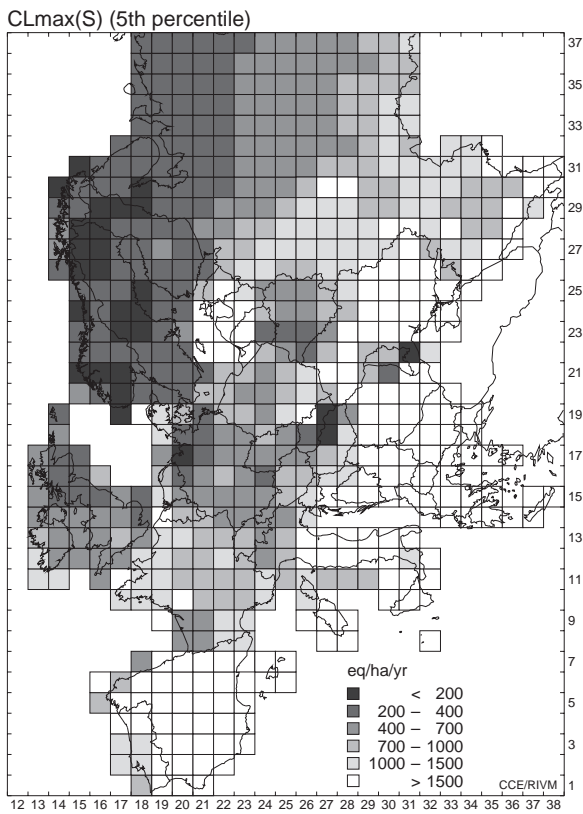 CLmax(S) (5th percentile)
37
35
33
31
29
27
25
23
21
19
17
15
13
11
9
7
5
3
1
eq/ha/yr
< 200
200 – 400
400 – 700
700 – 1000
1000 – 1500
> 1500
CCE/RIVM
12 13 14 15 16 17 18 19 20 21 22 23 24 25 26 27 28 29 30 31 32 33 34 35 36 37 38